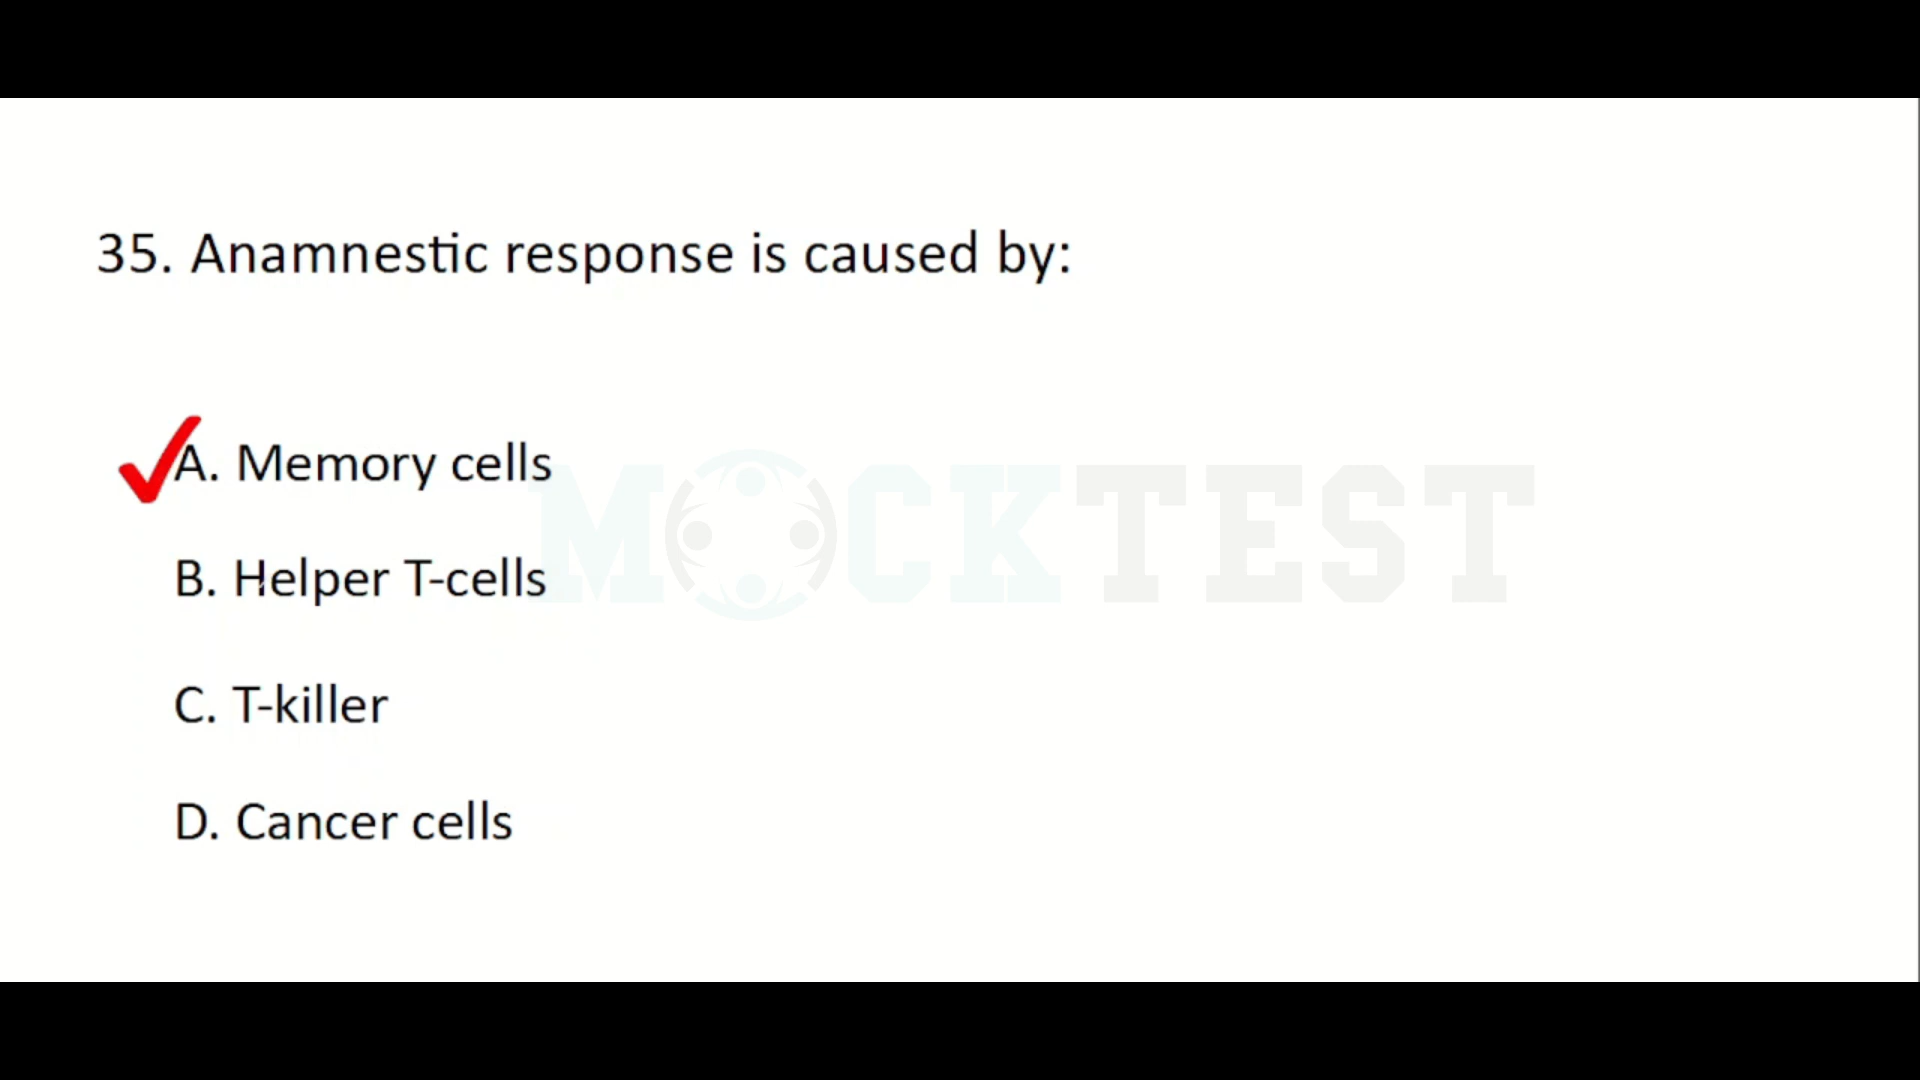 35. Anamnestic response is caused by:
A. Memory cells
MOCKTEST
B. Helper T-cells
C. T-killer
D. Cancer cells